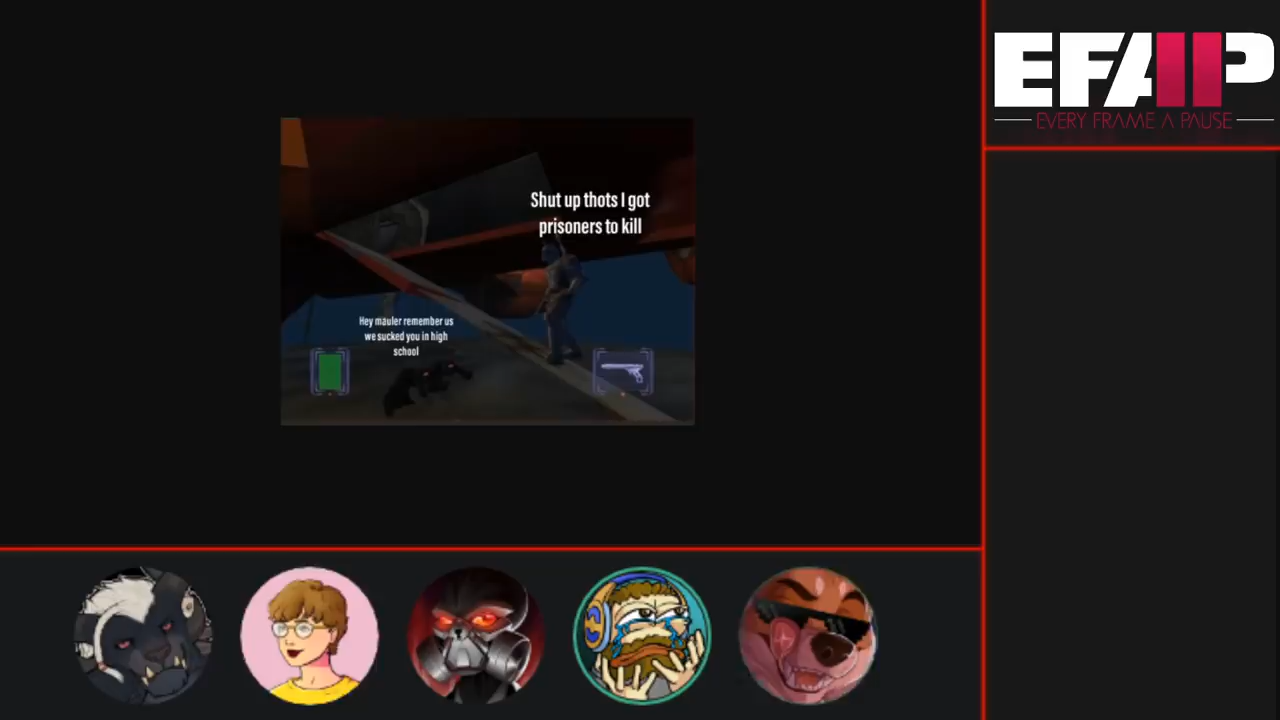 EFAP
EVERY FRAME A PAUSE
Shut up thots I got
prisoners to kill
Hey mauler remember us
we sucked you in high
school